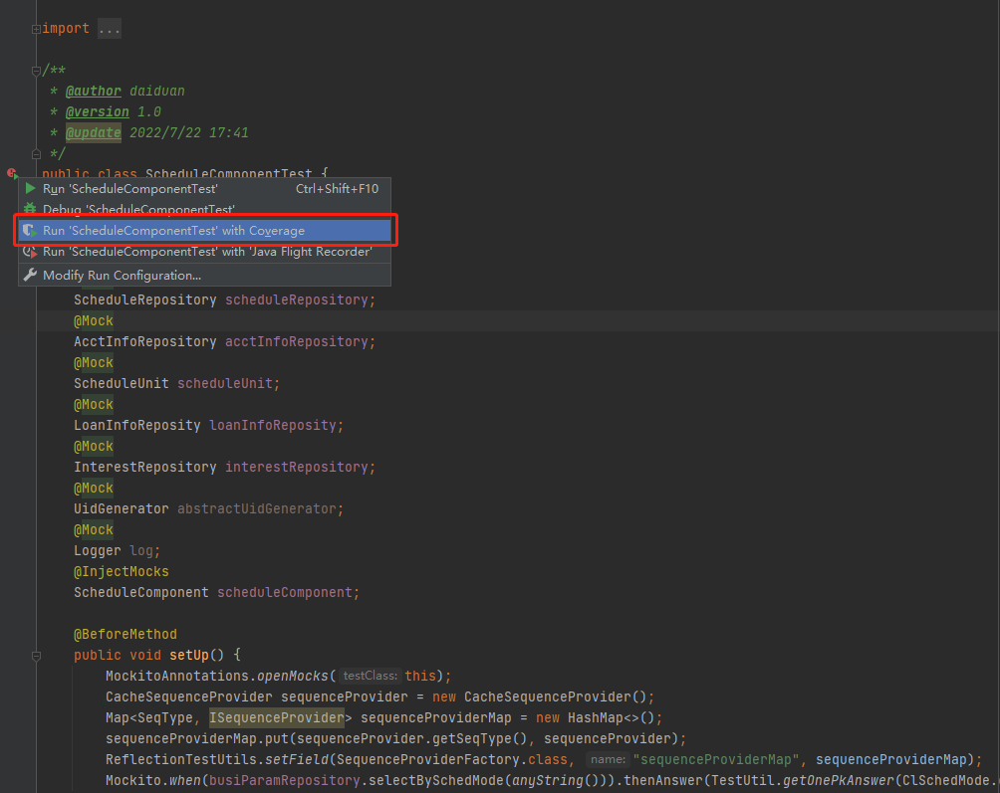 import ...
/**
* @author daiduan
* @version 1.0
* @update 2022/7/22 17:41
*/
public class ScheduleComponentTest {
Run 'ScheduleComponentTest' Ctrl+Shift+F10
Debug 'ScheduleComponentTest'
Run 'ScheduleComponentTest' with Coverage
Run 'ScheduleComponentTest' with 'Java Flight Recorder'
Modify Run Configuration...
ScheduleRepository scheduleRepository;
@Mock
AcctInfoRepository acctInfoRepository;
@Mock
ScheduleUnit scheduleUnit;
@Mock
LoanInfoReposity loanInfoReposity;
@Mock
InterestRepository interestRepository;
@Mock
UidGenerator abstractUidGenerator;
@Mock
Logger log;
@InjectMocks
ScheduleComponent scheduleComponent;
@BeforeMethod
public void setUp() {
MockitoAnnotations.openMocks( testClass: this);
CacheSequenceProvider sequenceProvider = new CacheSequenceProvider();
Map<SeqType, ISequenceProvider> sequenceProviderMap = new HashMap<>();
sequenceProviderMap.put(sequenceProvider.getSeqType(), sequenceProvider);
ReflectionTestUtils.setField(SequenceProviderFactory.class, name: "sequenceProviderMap", sequenceProviderMap);
Mockito.when(busiParamRepository.selectBySchedMode(anyString())).thenAnswer(TestUtil.getOnePkAnswer(ClSchedMode.